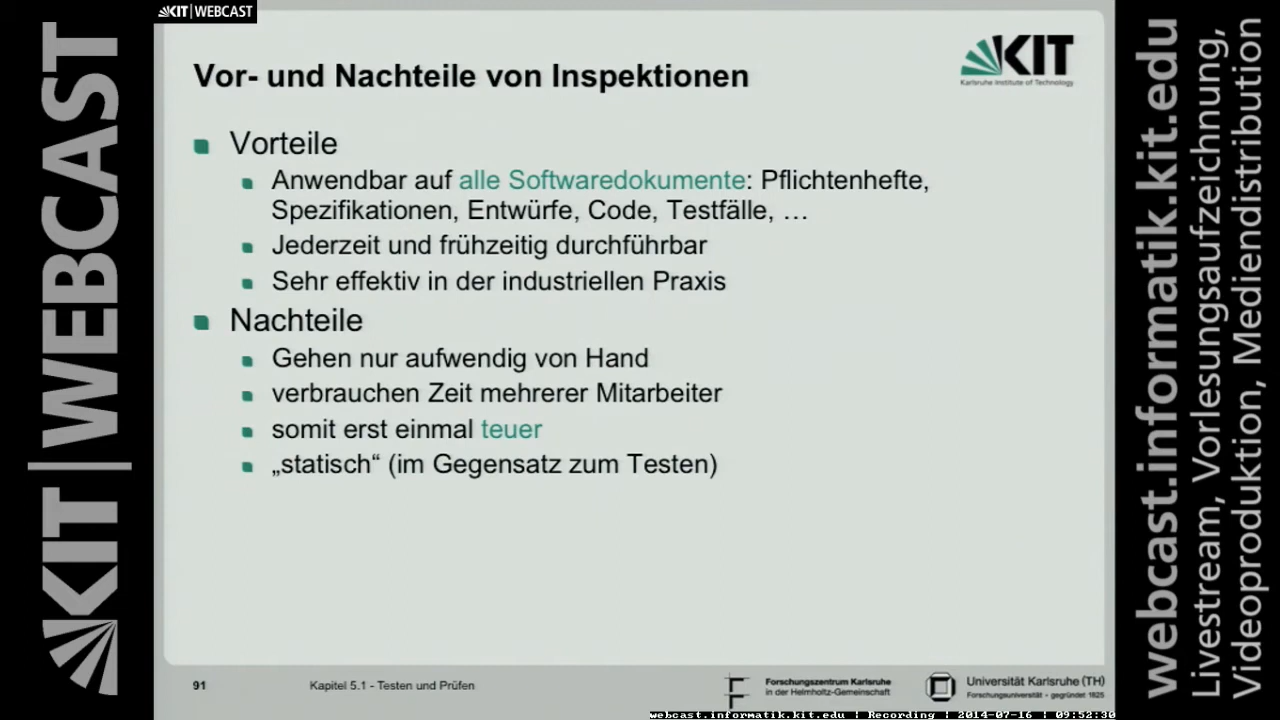 KIT | WEBCAST
KIT | WEBCAST
Vor- und Nachteile von Inspektionen
KIT
Karlsruhe Institute of Technology
Vorteile
Anwendbar auf alle Softwaredokumente: Pflichtenhefte,
Spezifikationen, Entwürfe, Code, Testfälle, …
Jederzeit und frühzeitig durchführbar
Sehr effektiv in der industriellen Praxis
Nachteile
Gehen nur aufwendig von Hand
verbrauchen Zeit mehrerer Mitarbeiter
somit erst einmal teuer
„statisch“ (im Gegensatz zum Testen)
91
Kapitel 5.1 - Testen und Prüfen
Forschungszentrum Karlsruhe
in der Helmholtz-Gemeinschaft
Universität Karlsruhe (TH)
Forschungsuniversität - gegründet 1825
webcast.informatik.kit.edu | Recording | 2014-07-16 | 09:52:30
webcast.informatik.kit.edu
Livestream, Vorlesungsaufzeichnung,
Videoproduktion, Mediendistribution